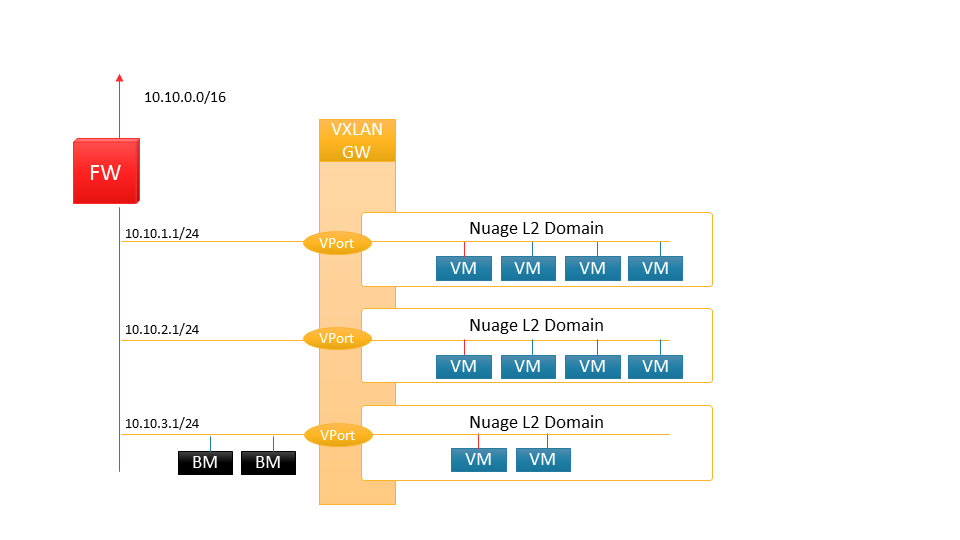 10.10.0.0/16
VXLAN
GW
FW
10.10.1.1/24
VPort
Nuage L2 Domain
VM VM VM VM
10.10.2.1/24
VPort
Nuage L2 Domain
VM VM VM VM
10.10.3.1/24
VPort
Nuage L2 Domain
BM BM
VM VM